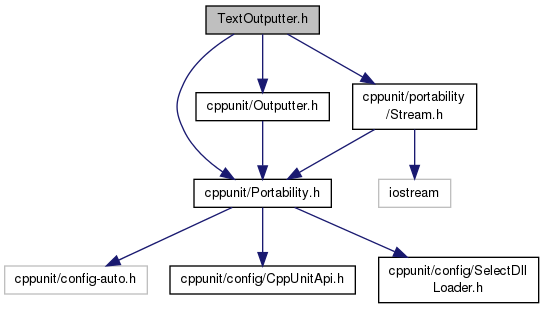 TextOutputter.h
cppunit/Outputter.h
cppunit/portability
/Stream.h
cppunit/Portability.h
iostream
cppunit/config-auto.h
cppunit/config/CppUnitApi.h
cppunit/config/SelectDll
Loader.h